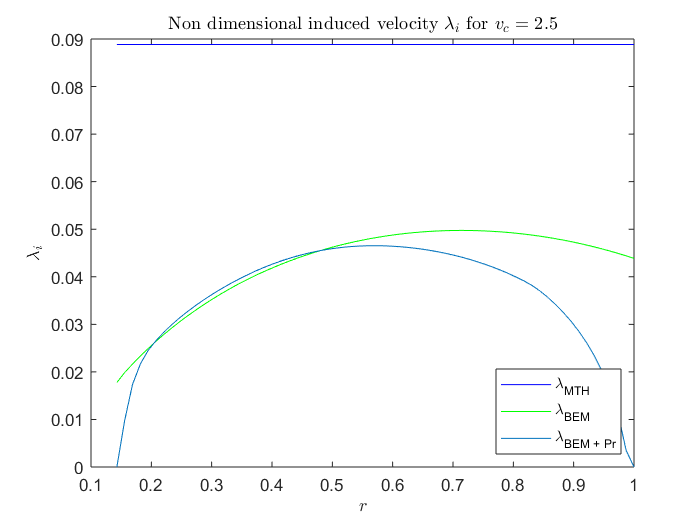 Non dimensional induced velocity λi for vc = 2.5
0.09
0.08
0.07
0.06
0.05
0.04
0.03
0.02
0.01
0
λi
λMTH
λBEM
λBEM + Pr
0.1 0.2 0.3 0.4 0.5 0.6 0.7 0.8 0.9 1
r